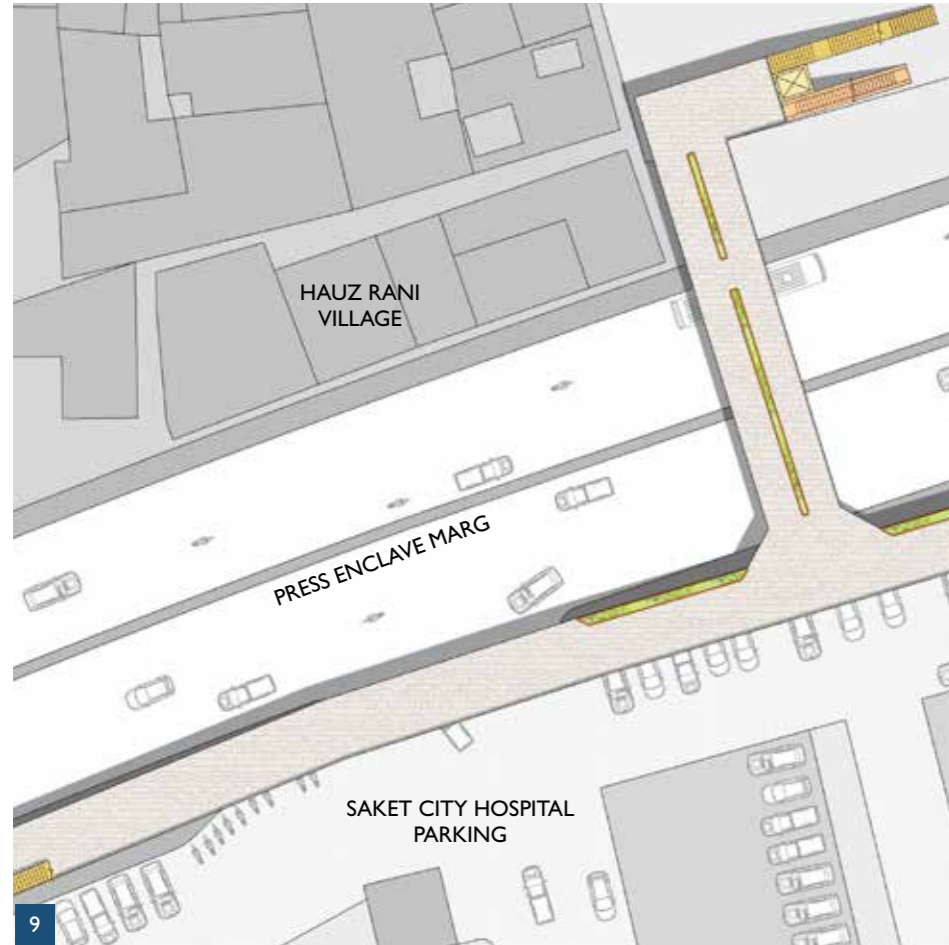 HAUZ RANI
VILLAGE
PRESS ENCLAVE MARG
SAKET CITY HOSPITAL
PARKING
9